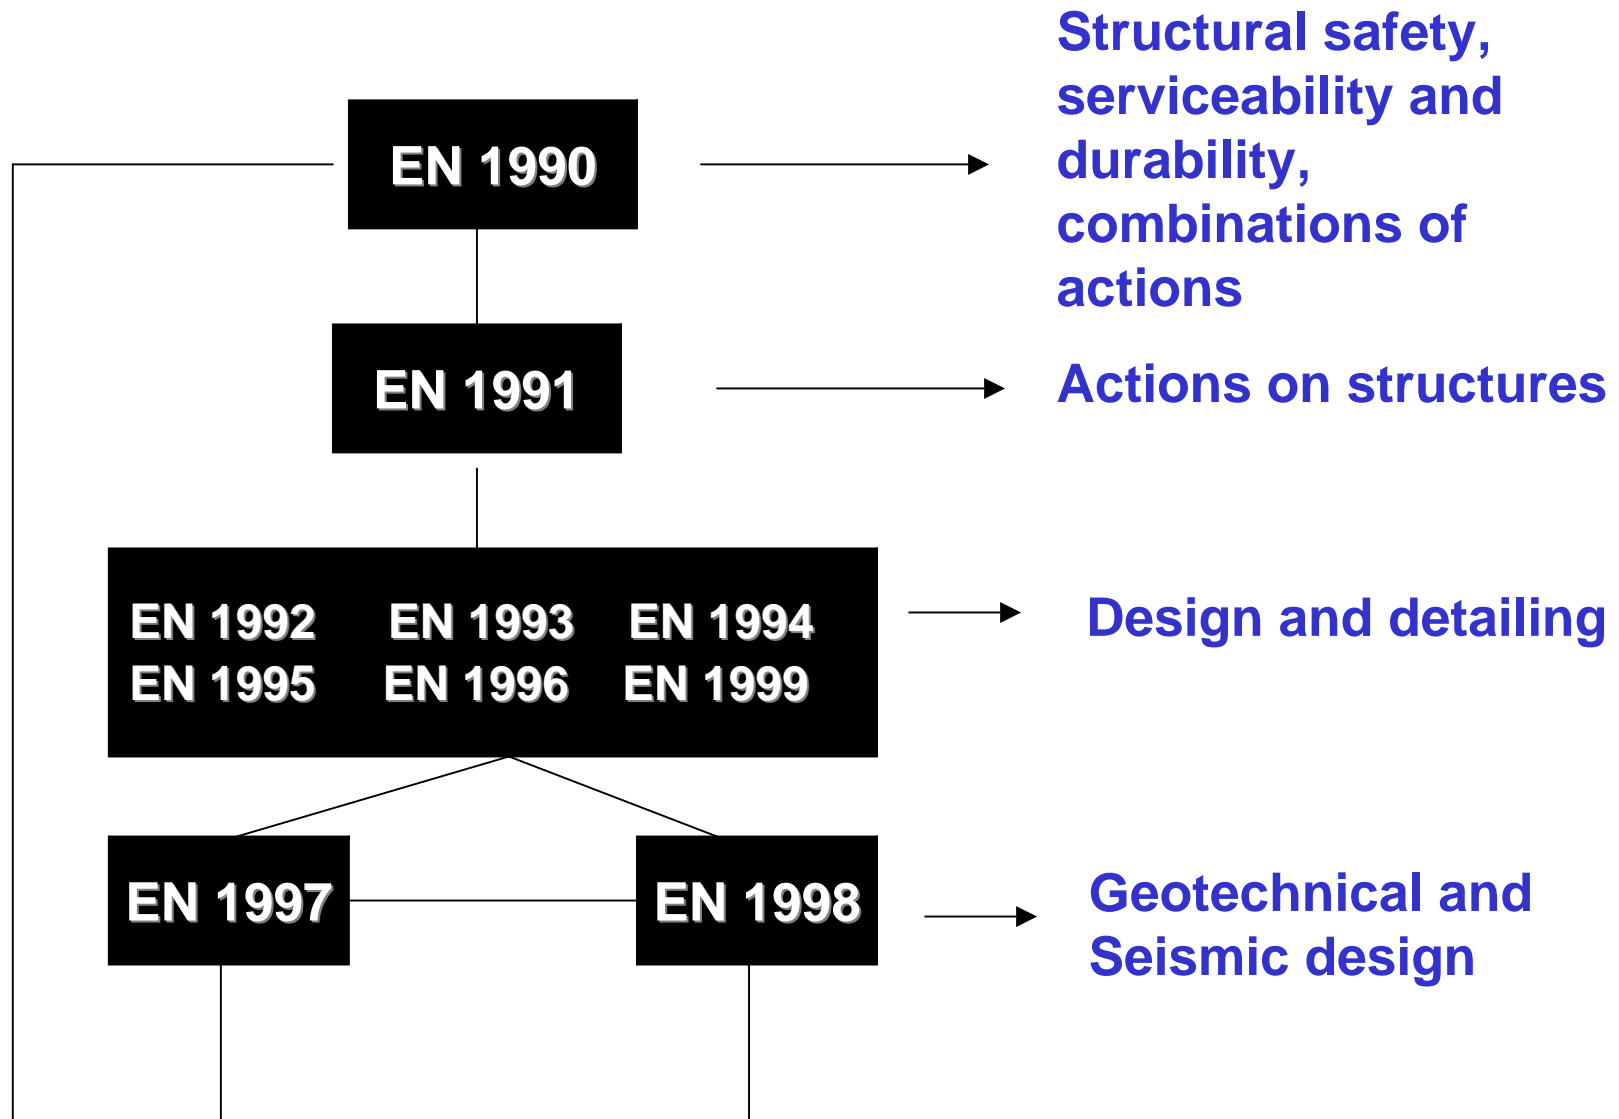 EN 1990
Structural safety,
serviceability and
durability,
combinations of
actions
EN 1991
Actions on structures
EN 1992 EN 1993 EN 1994
EN 1995 EN 1996 EN 1999
Design and detailing
EN 1997
EN 1998
Geotechnical and
Seismic design